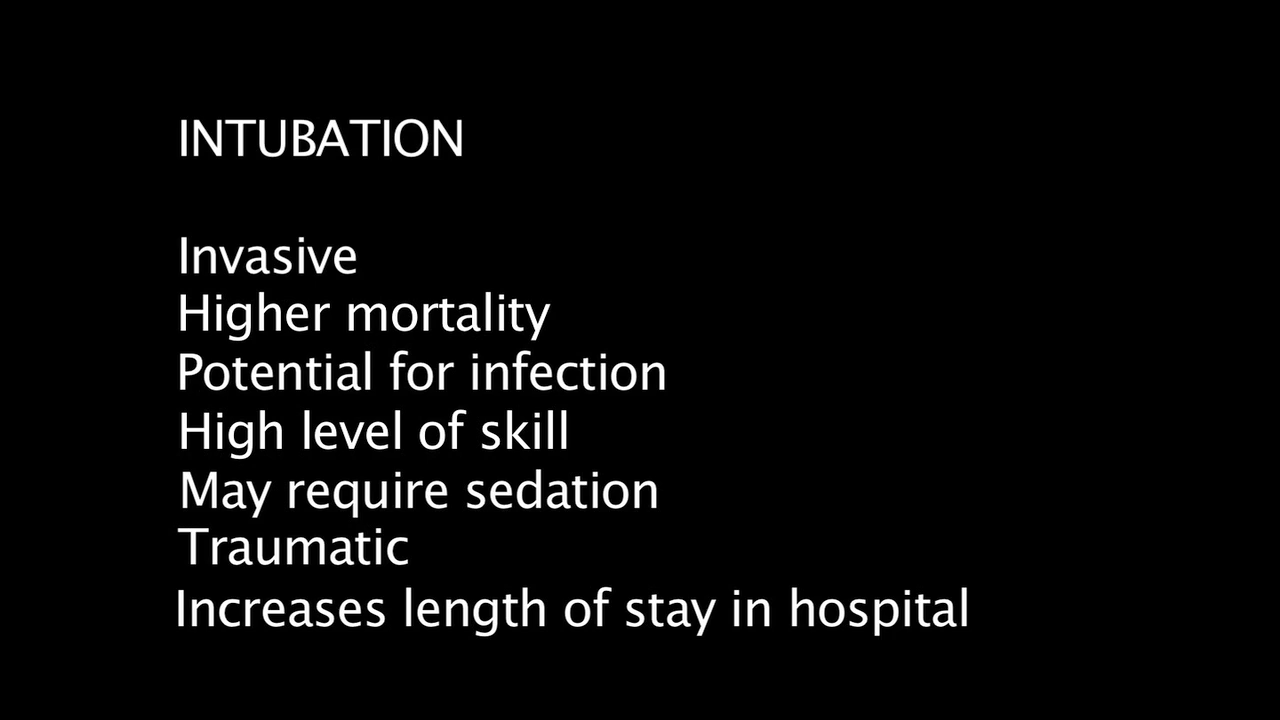 INTUBATION
Invasive
Higher mortality
Potential for infection
High level of skill
May require sedation
Traumatic
Increases length of stay in hospital